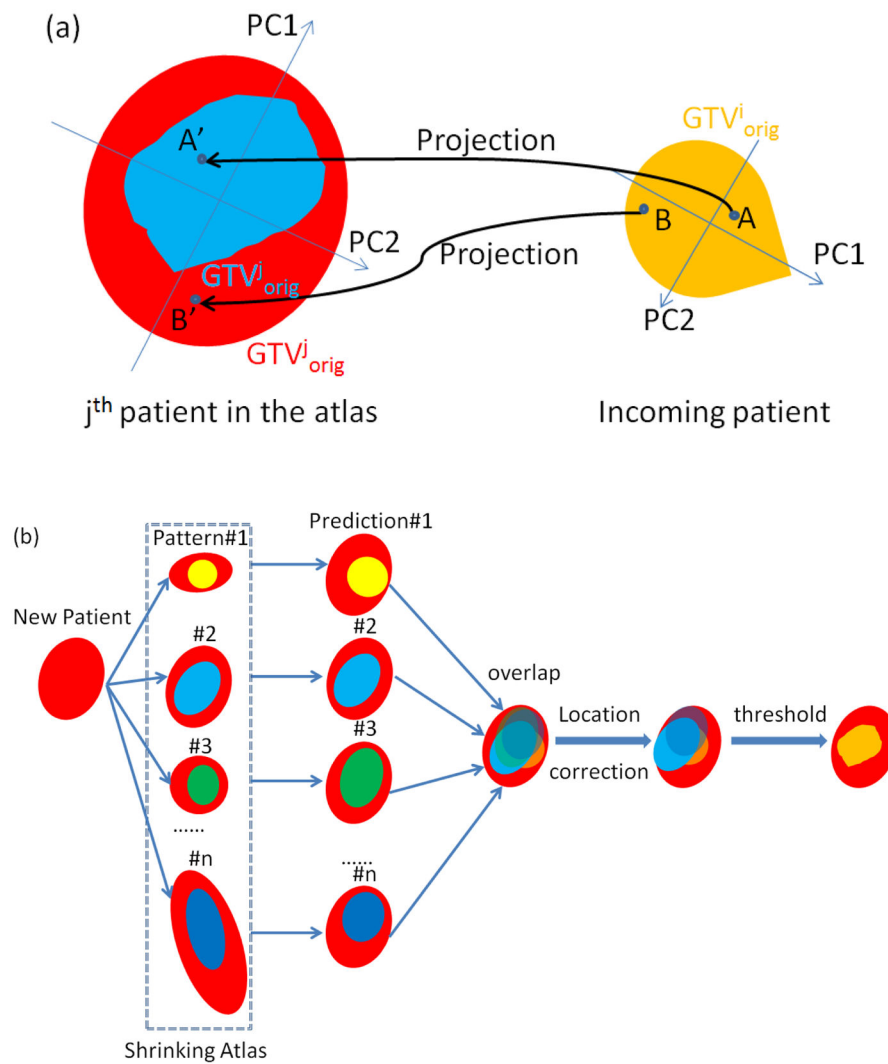 (a)
PC1
A’
Projection
GTVⁱorig
B
A
PC2
Projection
PC1
GTVʲorig
B’
PC2
GTVʲorig
jᵗʰ patient in the atlas
Incoming patient
(b)
Pattern#1
Prediction#1
New Patient
#2
#2
overlap
#3
#3
Location
correction
threshold
......
......
#n
#n
Shrinking Atlas